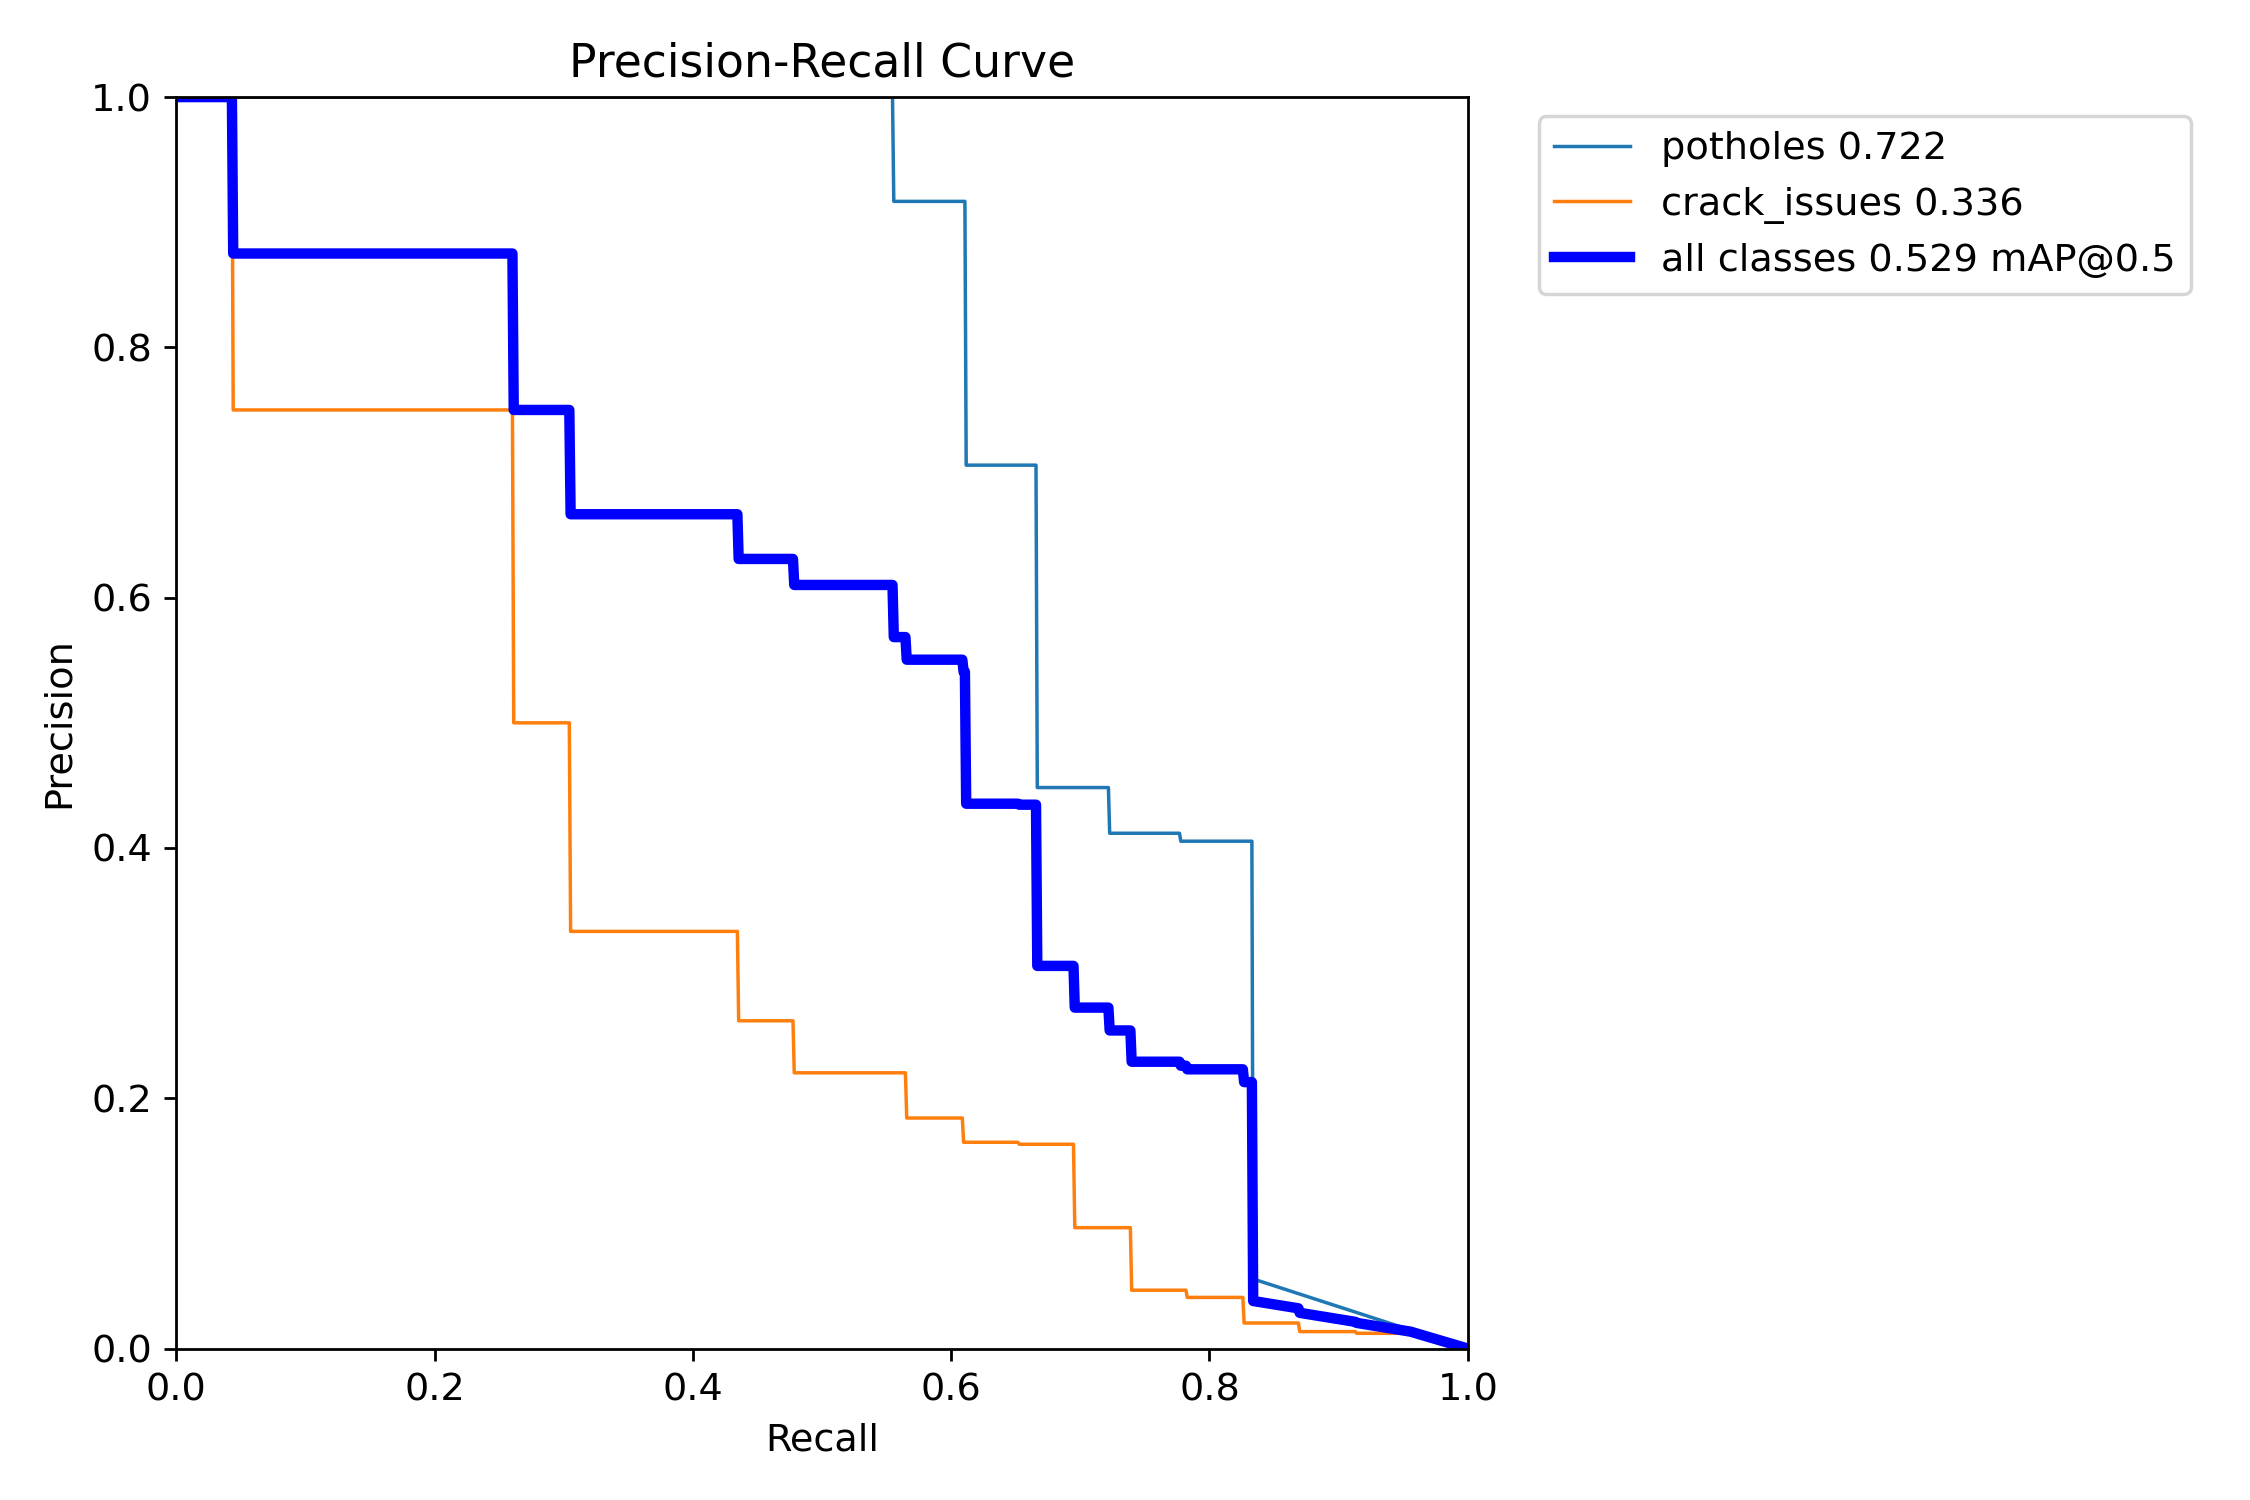 Precision-Recall Curve
potholes 0.722
crack_issues 0.336
all classes 0.529 mAP@0.5
Precision
1.0
0.8
0.6
0.4
0.2
0.0
0.0 0.2 0.4 0.6 0.8 1.0
Recall